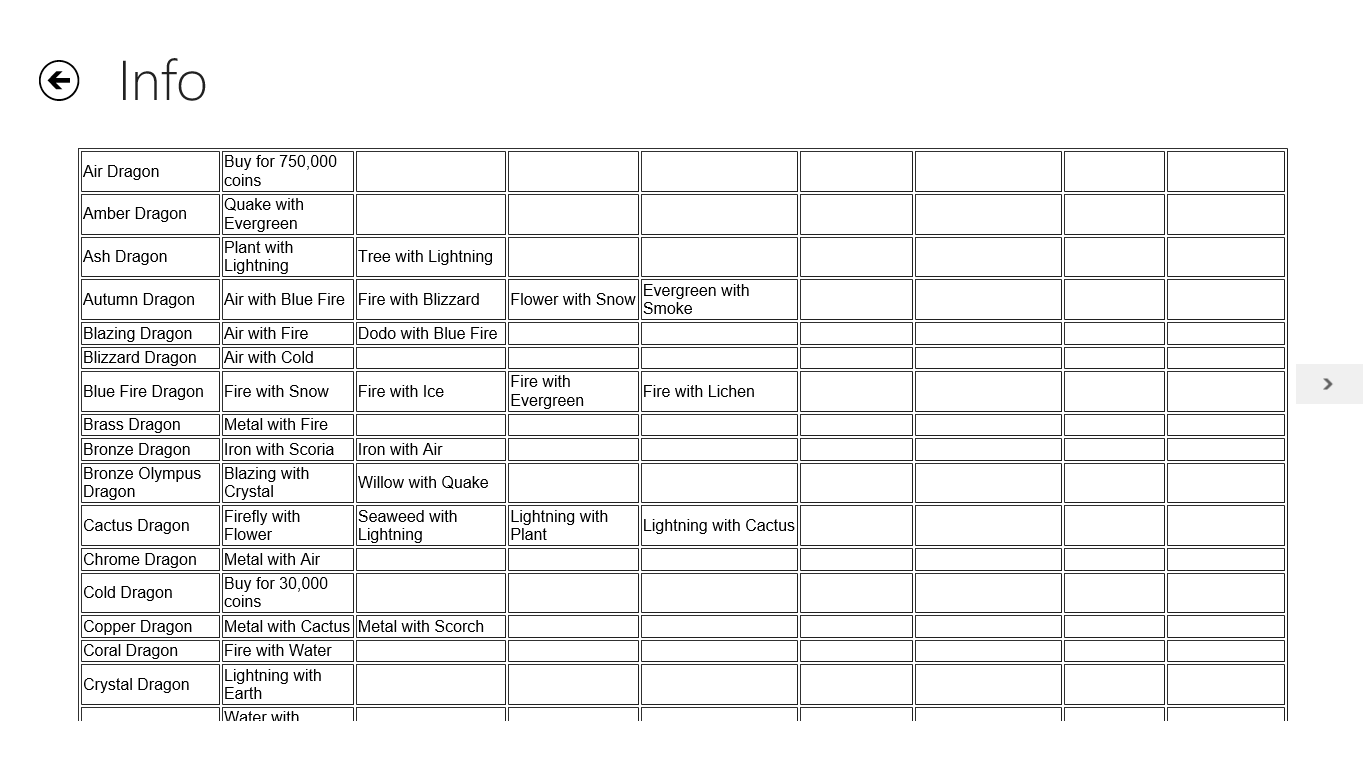 Info
Air Dragon
Buy for 750,000
coins
Amber Dragon
Quake with
Evergreen
Ash Dragon
Plant with
Lightning
Tree with Lightning
Autumn Dragon
Air with Blue Fire
Fire with Blizzard
Flower with Snow
Evergreen with
Smoke
Blazing Dragon
Air with Fire
Dodo with Blue Fire
Blizzard Dragon
Air with Cold
Blue Fire Dragon
Fire with Snow
Fire with Ice
Fire with
Evergreen
Fire with Lichen
Brass Dragon
Metal with Fire
Bronze Dragon
Iron with Scoria
Iron with Air
Bronze Olympus
Dragon
Blazing with
Crystal
Willow with Quake
Cactus Dragon
Firefly with
Flower
Seaweed with
Lightning
Lightning with
Plant
Lightning with Cactus
Chrome Dragon
Metal with Air
Cold Dragon
Buy for 30,000
coins
Copper Dragon
Metal with Cactus
Metal with Scorch
Coral Dragon
Fire with Water
Crystal Dragon
Lightning with
Earth
Water with